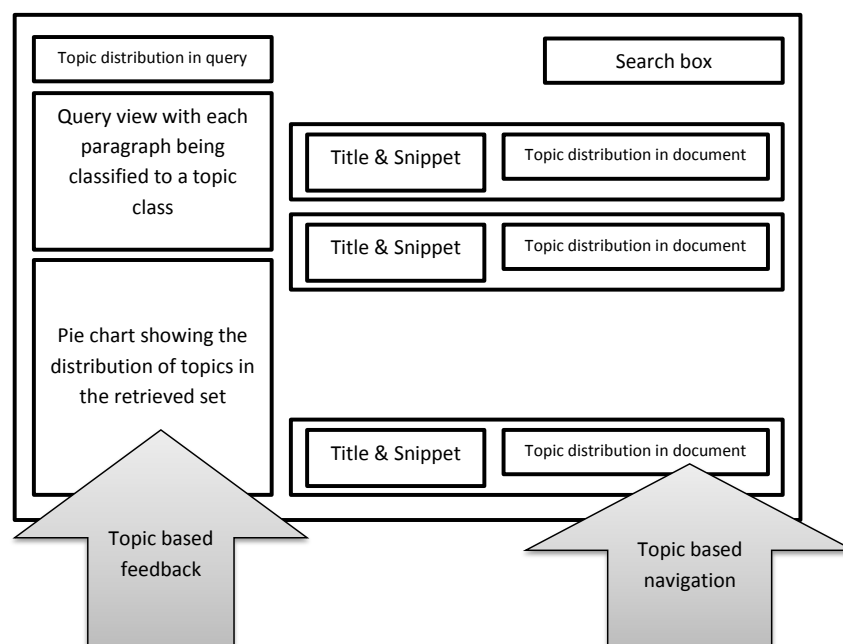 Topic distribution in query
Search box
Query view with each
paragraph being
classified to a topic
class
Title & Snippet
Topic distribution in document
Title & Snippet
Topic distribution in document
Pie chart showing the
distribution of topics in
the retrieved set
Title & Snippet
Topic distribution in document
Topic based
feedback
Topic based
navigation